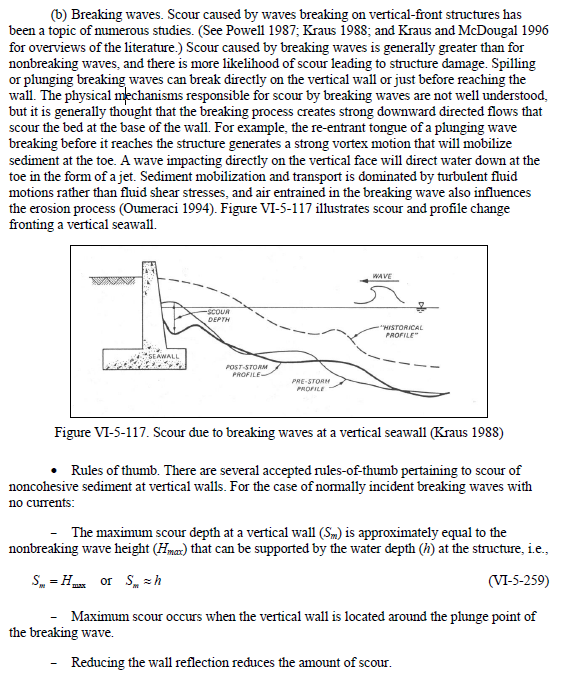 (b) Breaking waves. Scour caused by waves breaking on vertical-front structures has
been a topic of numerous studies. (See Powell 1987; Kraus 1988; and Kraus and McDougal 1996
for overviews of the literature.) Scour caused by breaking waves is generally greater than for
nonbreaking waves, and there is more likelihood of scour leading to structure damage. Spilling
or plunging breaking waves can break directly on the vertical wall or just before reaching the
wall. The physical mechanisms responsible for scour by breaking waves are not well understood,
but it is generally thought that the breaking process creates strong downward directed flows that
scour the bed at the base of the wall. For example, the re-entrant tongue of a plunging wave
breaking before it reaches the structure generates a strong vortex motion that will mobilize
sediment at the toe. A wave impacting directly on the vertical face will direct water down at the
toe in the form of a jet. Sediment mobilization and transport is dominated by turbulent fluid
motions rather than fluid shear stresses, and air entrained in the breaking wave also influences
the erosion process (Oumeraci 1994). Figure VI-5-117 illustrates scour and profile change
fronting a vertical seawall.
WAVE
SCOUR
DEPTH
"HISTORICAL
PROFILE"
SEAWALL
POST-STORM
PROFILE
PRE-STORM
PROFILE
Figure VI-5-117. Scour due to breaking waves at a vertical seawall (Kraus 1988)
• Rules of thumb. There are several accepted rules-of-thumb pertaining to scour of
noncohesive sediment at vertical walls. For the case of normally incident breaking waves with
no currents:
– The maximum scour depth at a vertical wall (Sm) is approximately equal to the
nonbreaking wave height (Hmax) that can be supported by the water depth (h) at the structure, i.e.,
Sm = Hmax or Sm ≈ h (VI-5-259)
– Maximum scour occurs when the vertical wall is located around the plunge point of
the breaking wave.
– Reducing the wall reflection reduces the amount of scour.